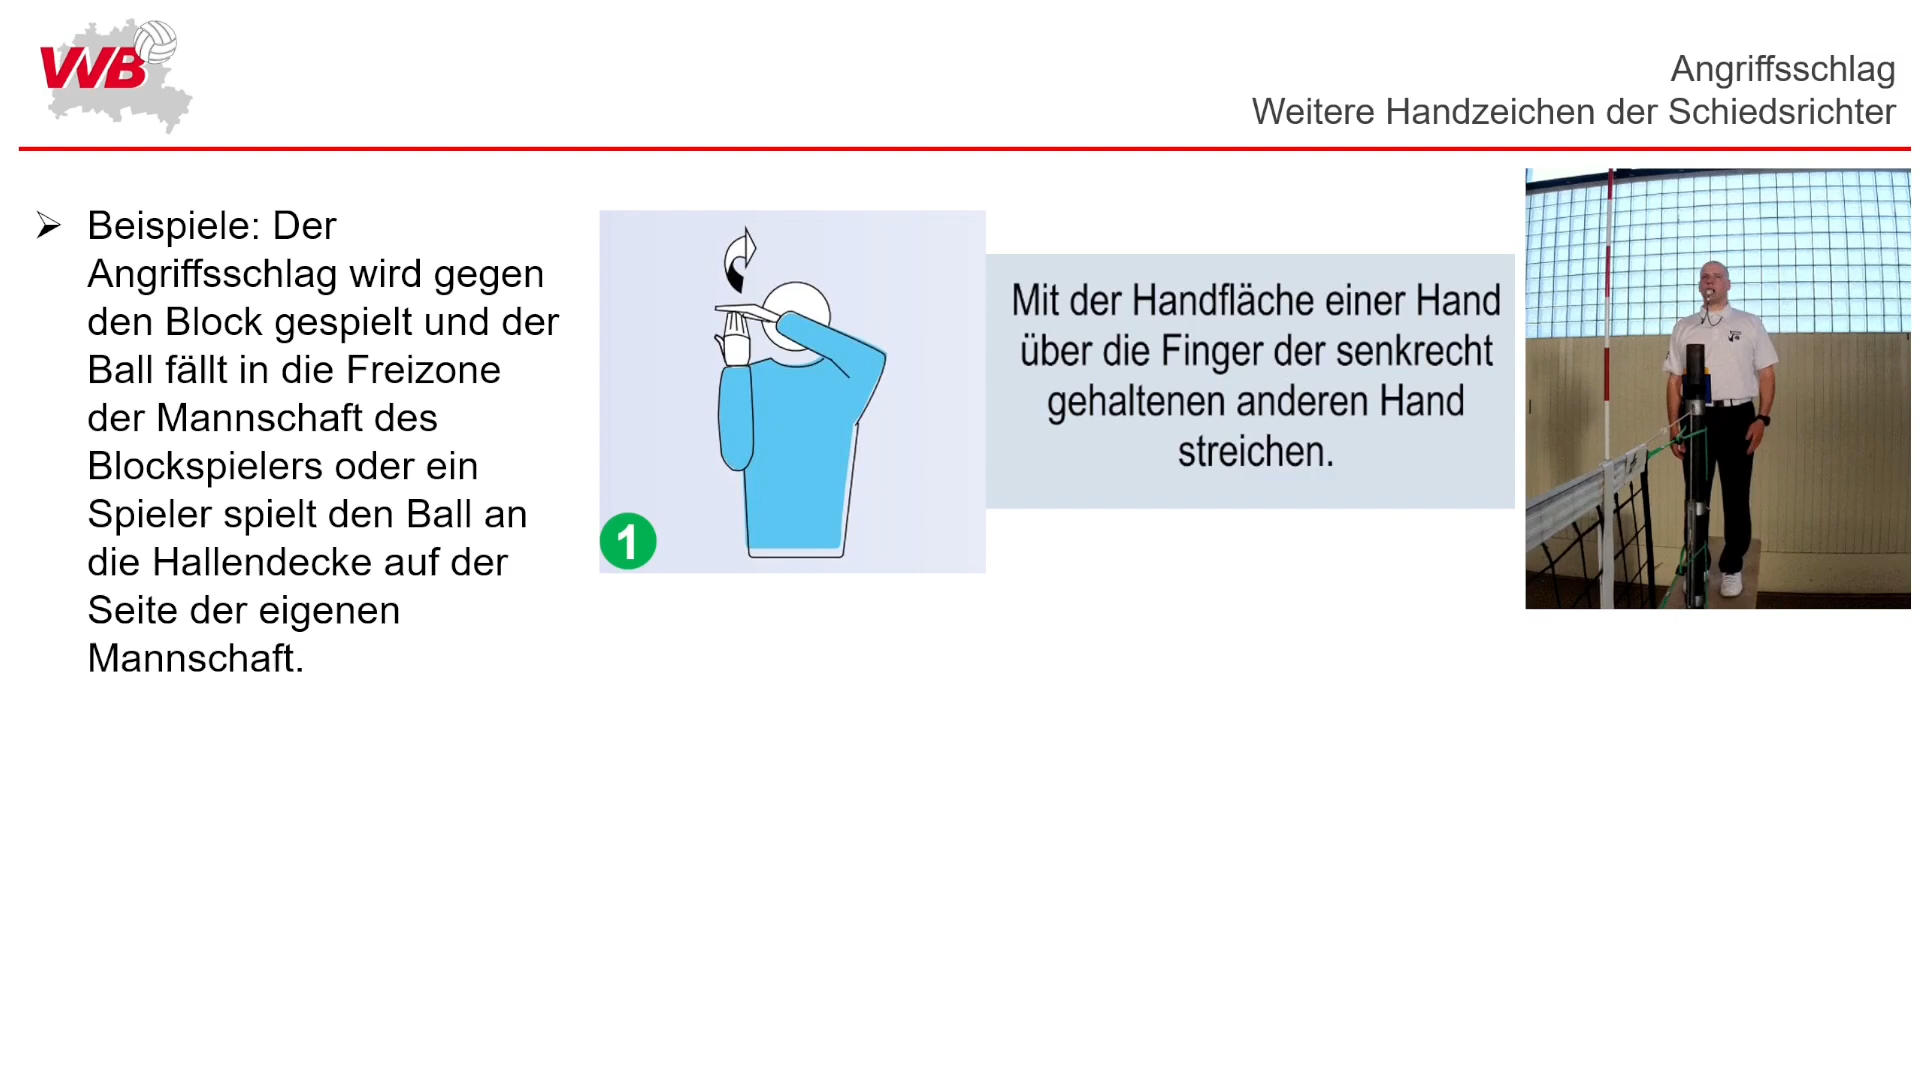 VVB
Angriffsschlag
Weitere Handzeichen der Schiedsrichter
➢ Beispiele: Der
Angriffsschlag wird gegen
den Block gespielt und der
Ball fällt in die Freizone
der Mannschaft des
Blockspielers oder ein
Spieler spielt den Ball an
die Hallendecke auf der
Seite der eigenen
Mannschaft.
1
Mit der Handfläche einer Hand
über die Finger der senkrecht
gehaltenen anderen Hand
streichen.